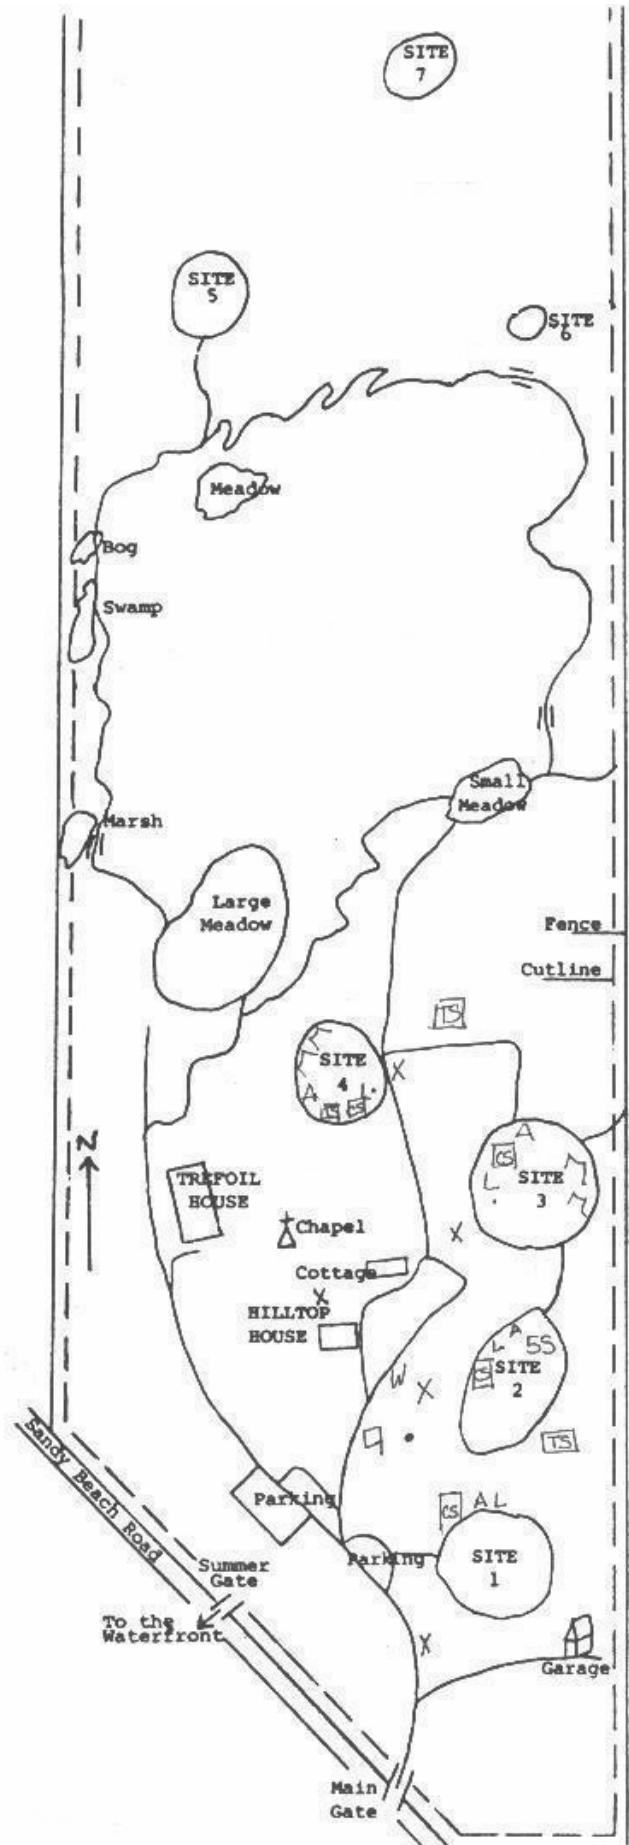 SITE
7
SITE
5
SITE
6
Meadow
Bog
Swamp
Small
Meadow
Marsh
Large
Meadow
Fence
Cutline
TS
SITE
4
A
L
TS
CS
X
A
CS
SITE
L
3
N
TREFOIL
HOUSE
Chapel
X
Cottage
X
HILLTOP
HOUSE
A
L
5S
SITE
CS
2
W
X
TS
Sandy Beach Road
Parking
CS
A L
Parking
SITE
1
Summer
Gate
To the
Waterfront
X
Garage
Main
Gate